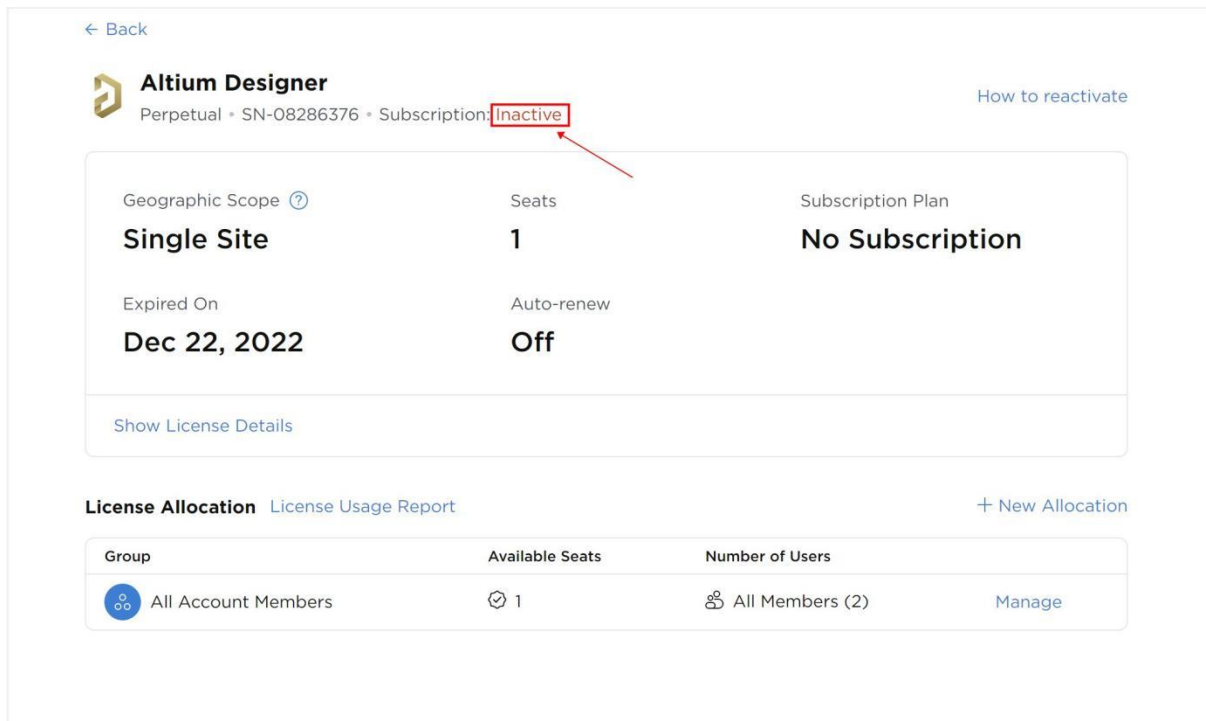 ← Back
Altium Designer
How to reactivate
Perpetual • SN-08286376 • Subscription: Inactive
Geographic Scope ?
Seats
Subscription Plan
Single Site
1
No Subscription
Expired On
Auto-renew
Dec 22, 2022
Off
Show License Details
License Allocation License Usage Report
+ New Allocation
Group
Available Seats
Number of Users
All Account Members
1
All Members (2)
Manage